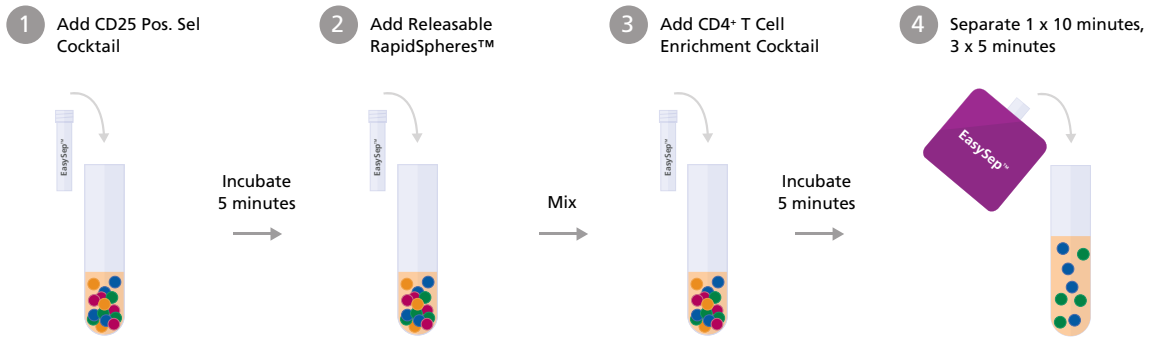 1
Add CD25 Pos. Sel
Cocktail
2
Add Releasable
RapidSpheres™
3
Add CD4⁺ T Cell
Enrichment Cocktail
4
Separate 1 x 10 minutes,
3 x 5 minutes
EasySep™
Incubate
5 minutes
EasySep™
Mix
EasySep™
Incubate
5 minutes
EasySep™